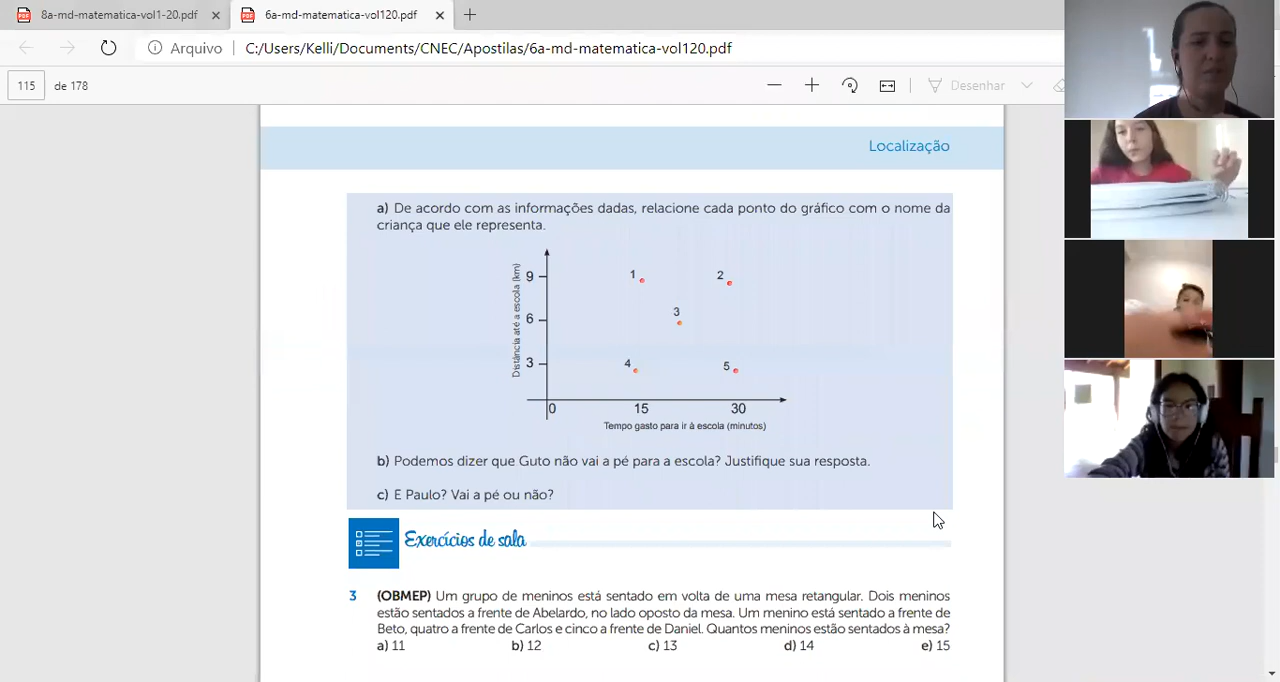 8a-md-matematica-vol1-20.pdf
6a-md-matematica-vol120.pdf
Arquivo
C:/Users/Kelli/Documents/CNEC/Apostilas/6a-md-matematica-vol120.pdf
115 de 178
Desenhar
Localização
a) De acordo com as informações dadas, relacione cada ponto do gráfico com o nome da
criança que ele representa.
Distância até a escola (km)
9
6
3
1
2
3
4
5
0
15
30
Tempo gasto para ir à escola (minutos)
b) Podemos dizer que Guto não vai a pé para a escola? Justifique sua resposta.
c) E Paulo? Vai a pé ou não?
Exercícios de sala
3 (OBMEP) Um grupo de meninos está sentado em volta de uma mesa retangular. Dois meninos
estão sentados a frente de Abelardo, no lado oposto da mesa. Um menino está sentado a frente de
Beto, quatro a frente de Carlos e cinco a frente de Daniel. Quantos meninos estão sentados à mesa?
a) 11 b) 12 c) 13 d) 14 e) 15